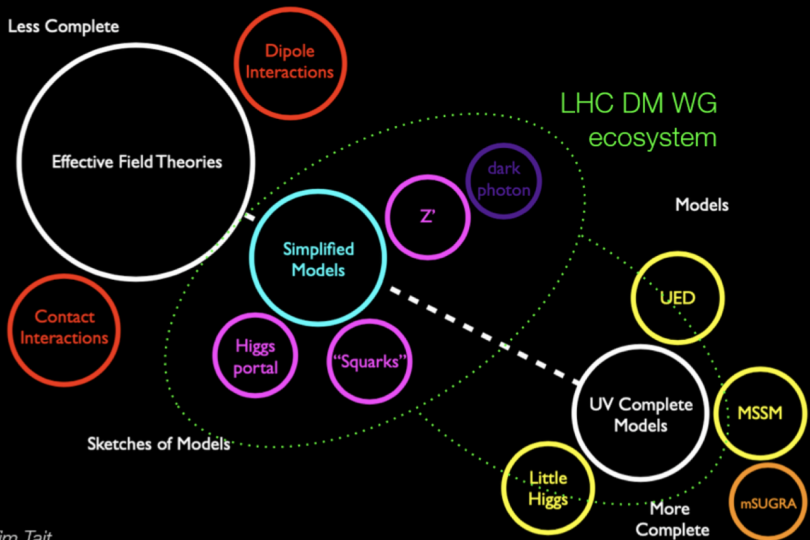 Less Complete
Dipole
Interactions
LHC DM WG
ecosystem
Effective Field Theories
dark
photon
Models
Z'
Simplified
Models
UED
Contact
Interactions
Higgs
portal
“Squarks”
UV Complete
Models
MSSM
Sketches of Models
Little
Higgs
mSUGRA
More
Complete
Tait